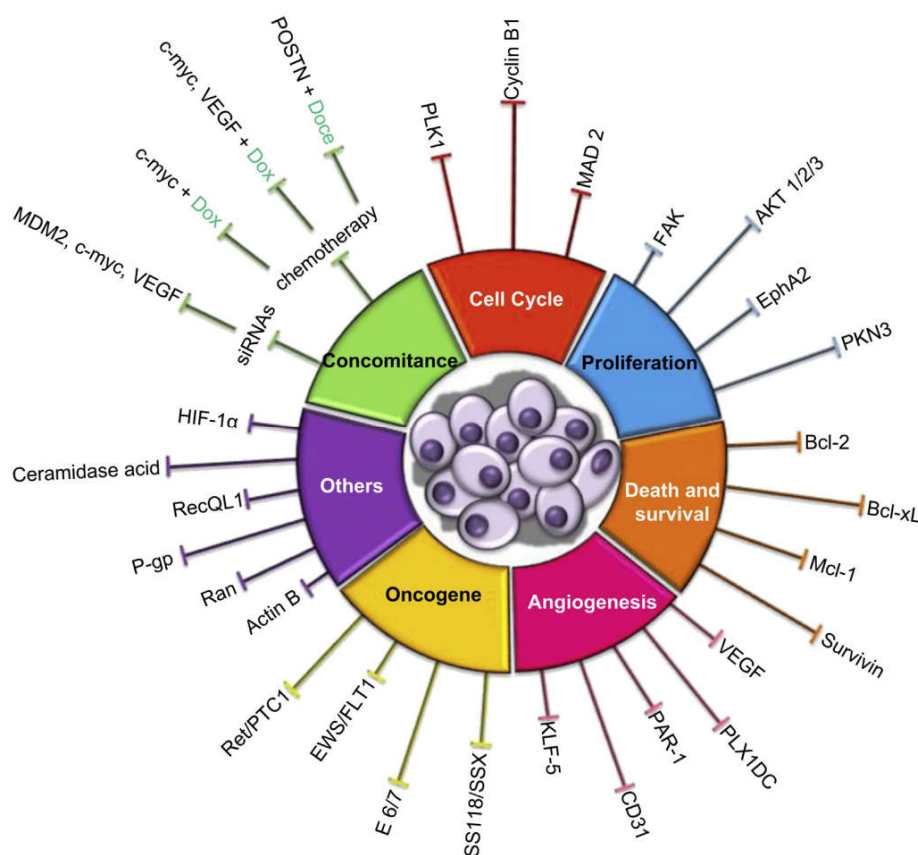 POSTN + Doce
c-myc, VEGF + Dox
c-myc + Dox
MDM2, c-myc, VEGF
chemotherapy
siRNAs
Concomitance
PLK1
Cyclin B1
MAD 2
Cell Cycle
FAK
AKT 1/2/3
EphA2
PKN3
Proliferation
Bcl-2
Bcl-xL
Mcl-1
Survivin
Death and
survival
VEGF
PLX1DC
PAR-1
CD31
KLF-5
Angiogenesis
SS118/SSX
E 6/7
EWS/FLT1
Ret/PTC1
Oncogene
Actin B
Ran
P-gp
RecQL1
Ceramidase acid
HIF-1α
Others